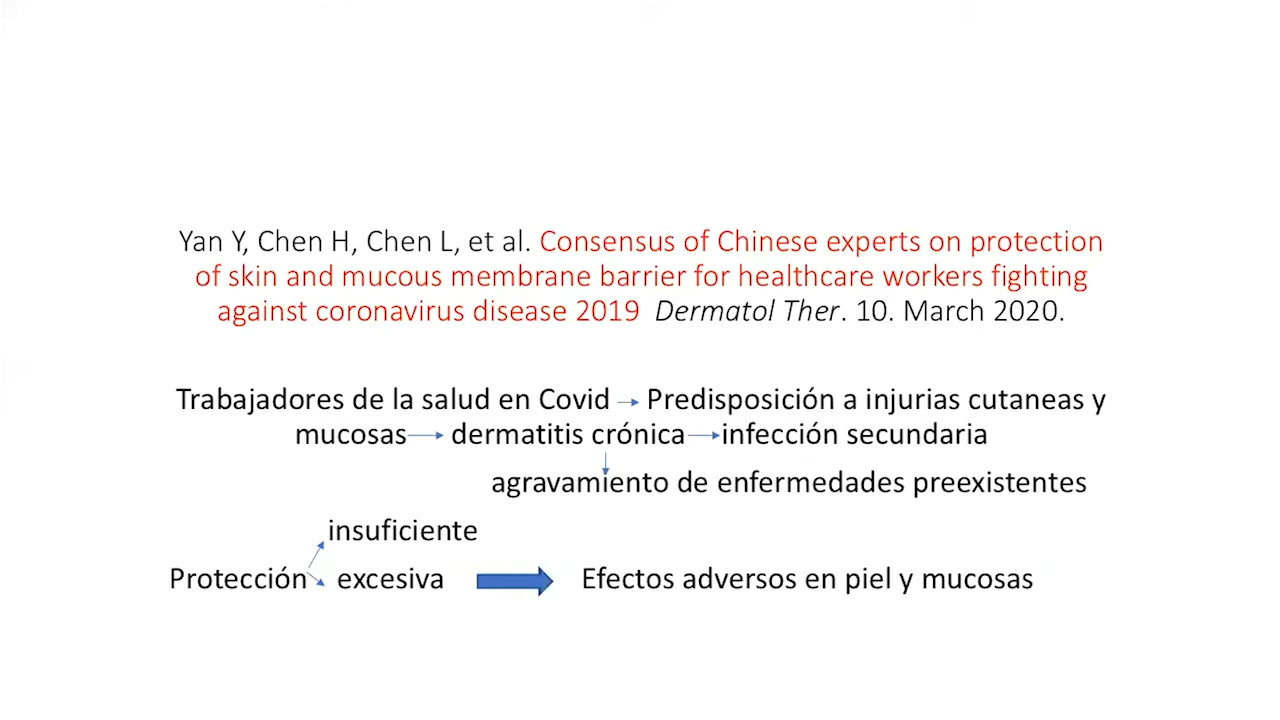 Yan Y, Chen H, Chen L, et al. Consensus of Chinese experts on protection
of skin and mucous membrane barrier for healthcare workers fighting
against coronavirus disease 2019 Dermatol Ther. 10. March 2020.
Trabajadores de la salud en Covid → Predisposición a injurias cutaneas y
mucosas → dermatitis crónica → infección secundaria
agravamiento de enfermedades preexistentes
insuficiente
Protección excesiva Efectos adversos en piel y mucosas